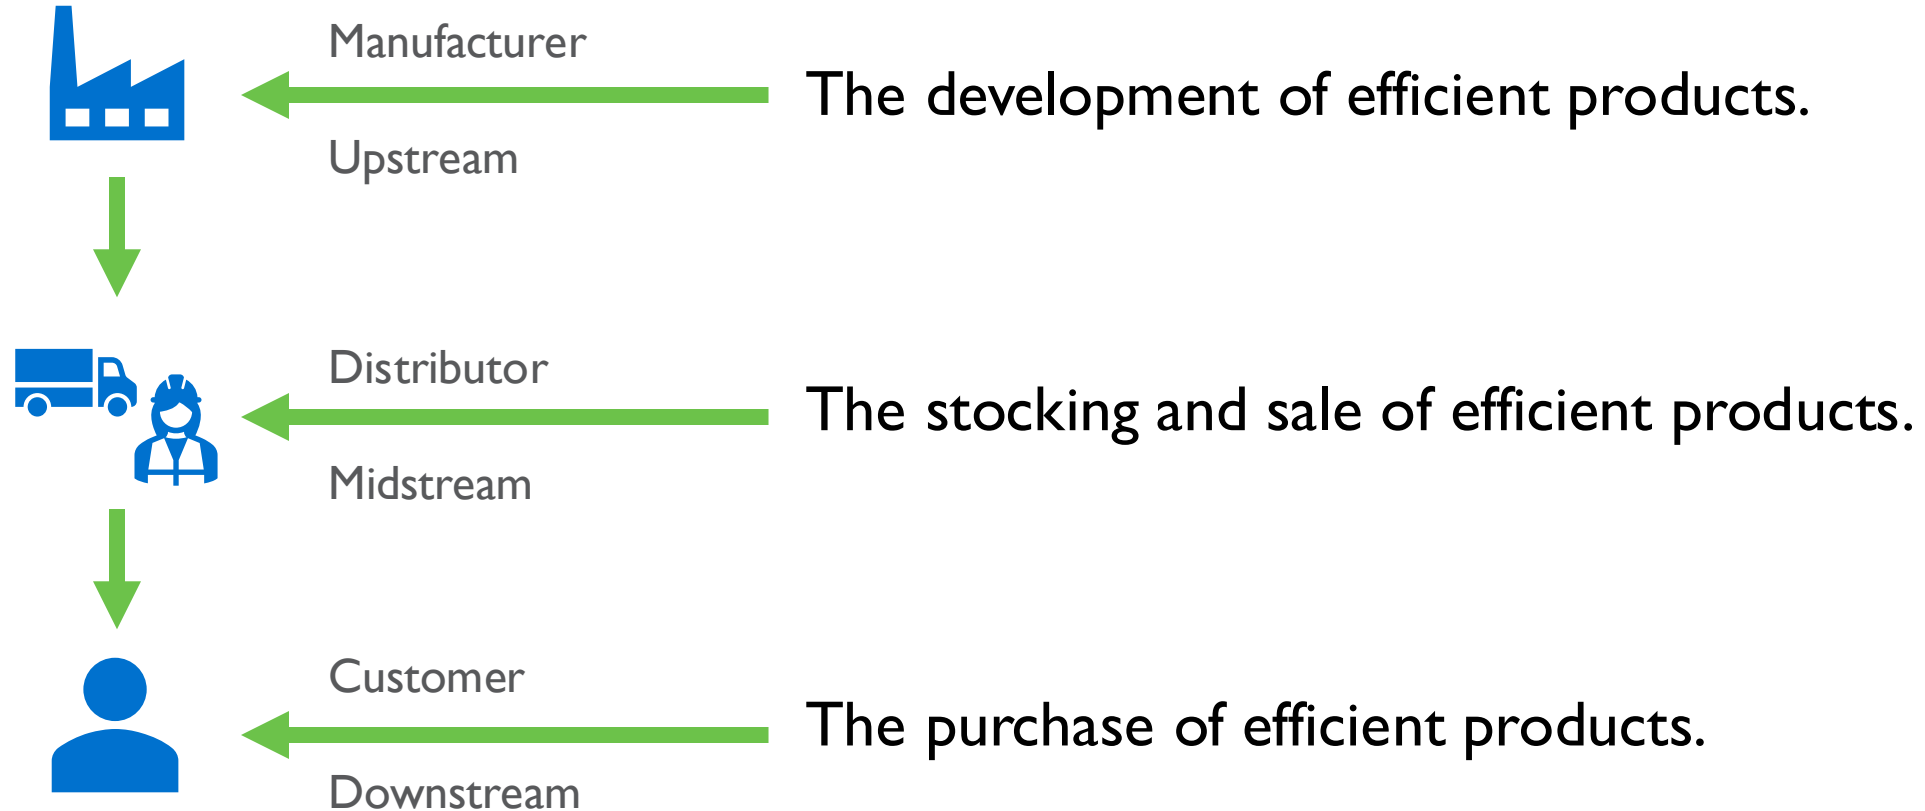 Manufacturer
The development of efficient products.
Upstream
Distributor
The stocking and sale of efficient products.
Midstream
Customer
The purchase of efficient products.
Downstream